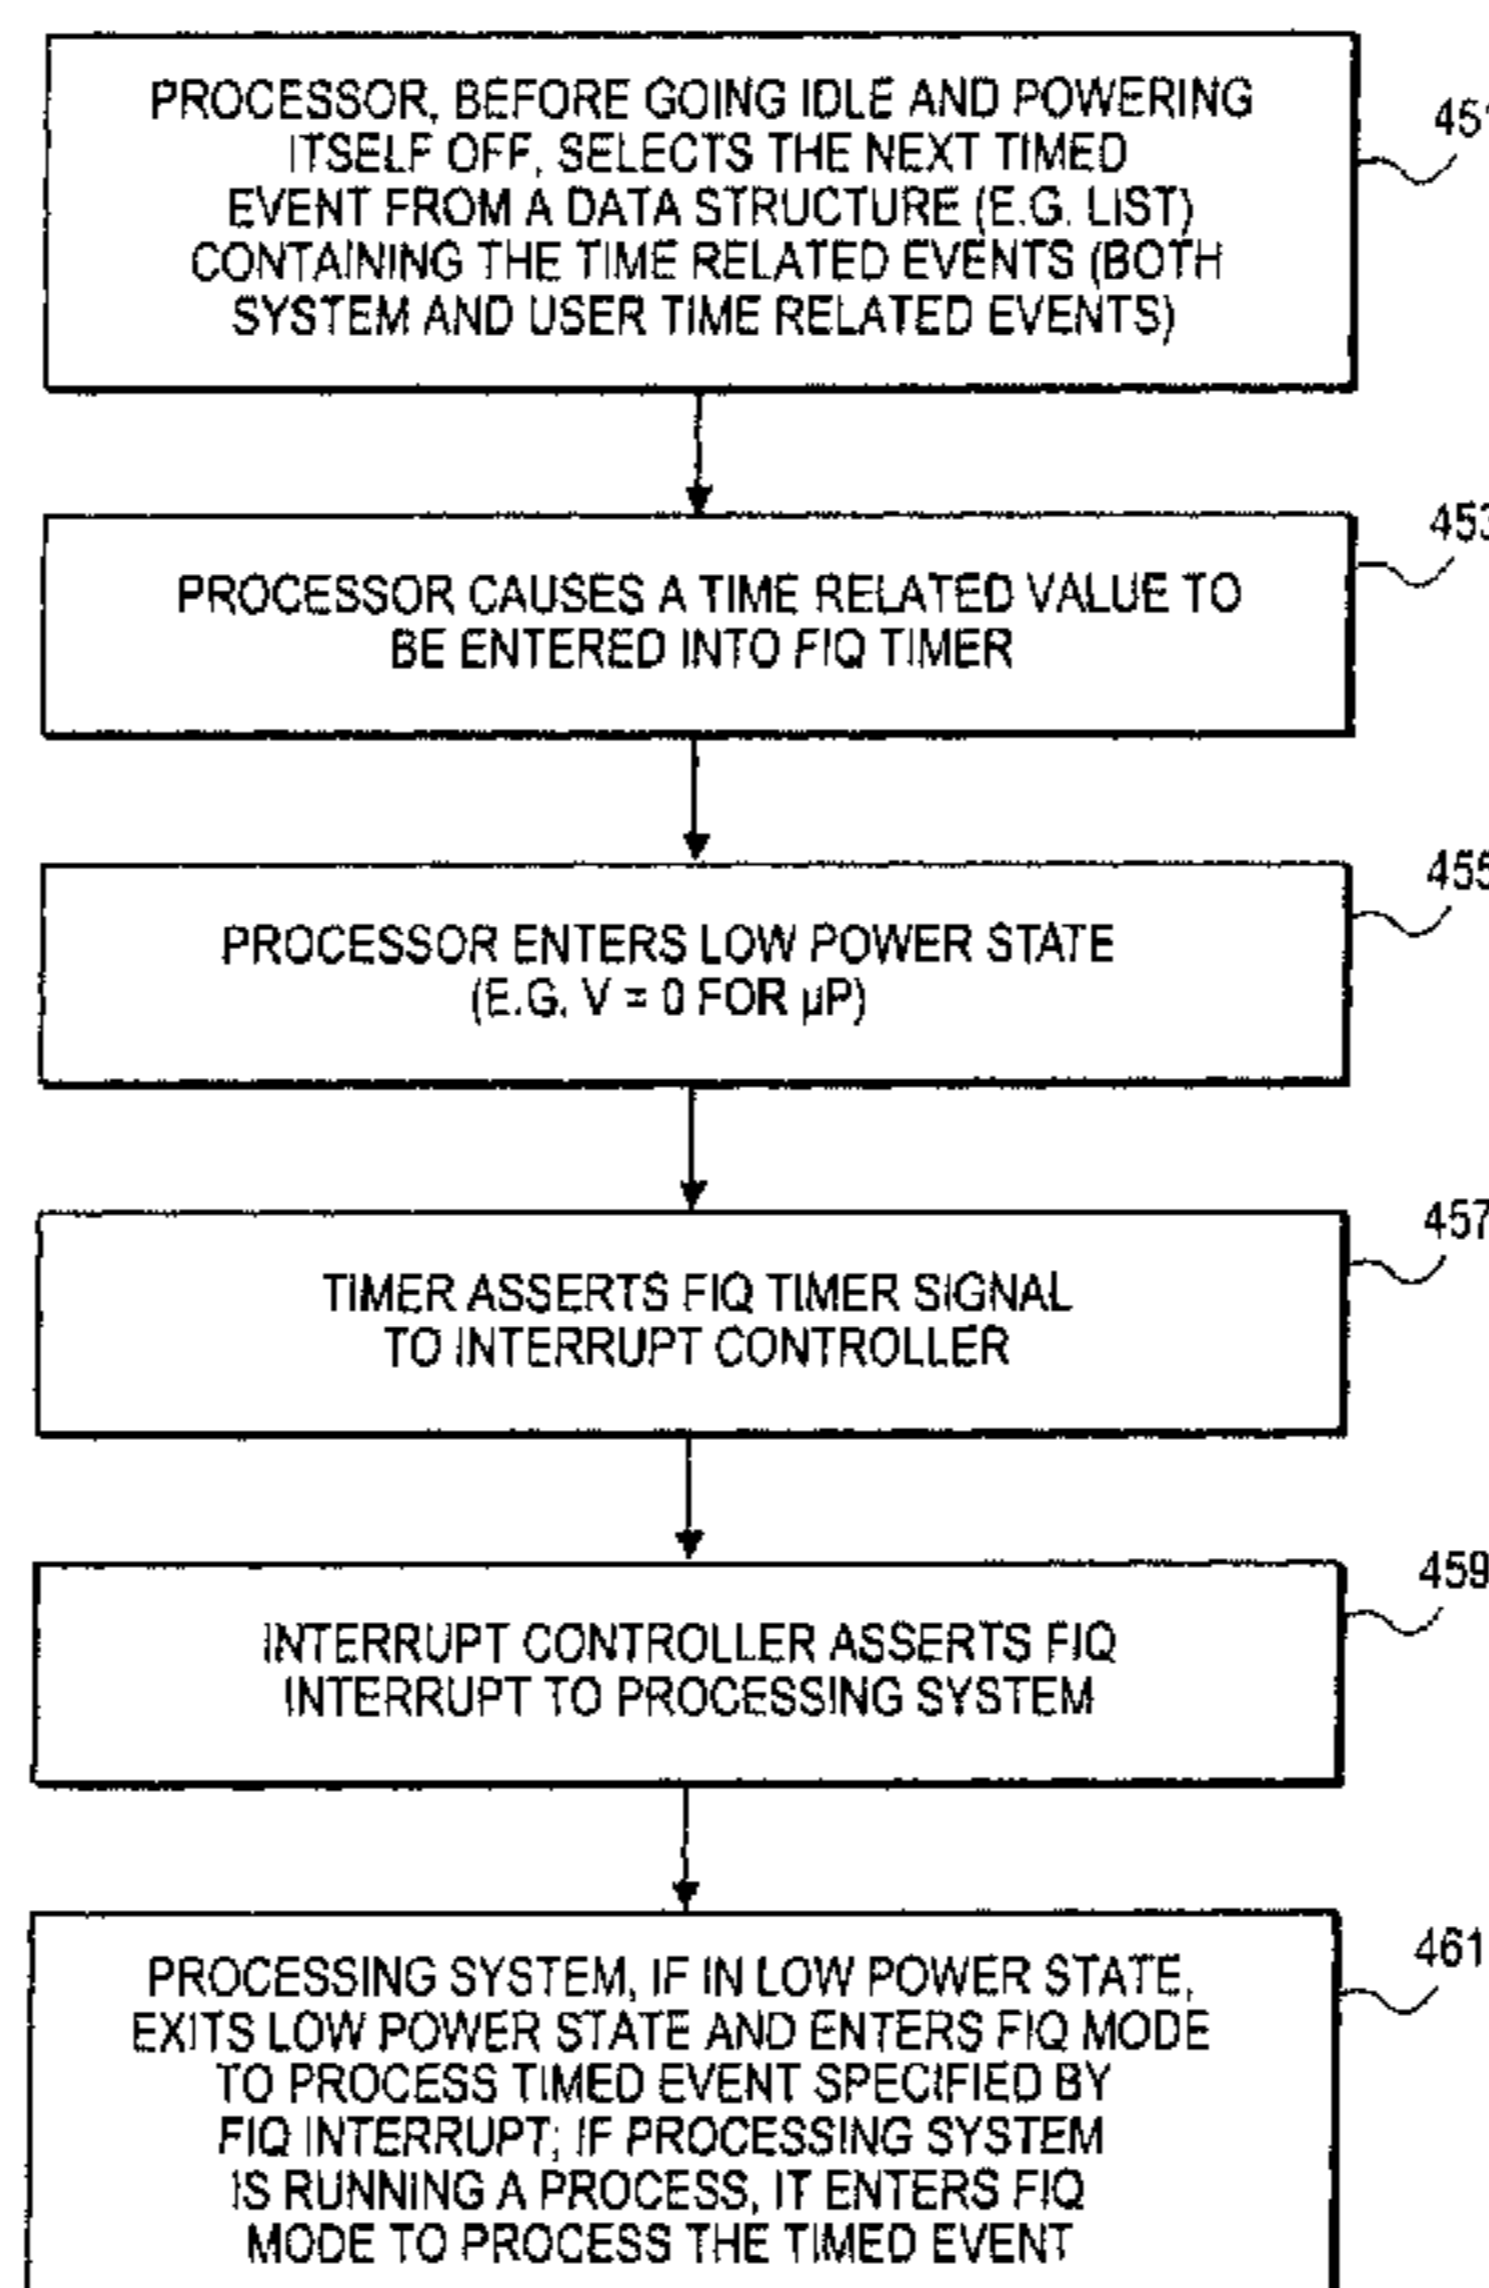 PROCESSOR, BEFORE GOING IDLE AND POWERING
ITSELF OFF, SELECTS THE NEXT TIMED
EVENT FROM A DATA STRUCTURE (E.G. LIST)
CONTAINING THE TIME RELATED EVENTS (BOTH
SYSTEM AND USER TIME RELATED EVENTS)
451
PROCESSOR CAUSES A TIME RELATED VALUE TO
BE ENTERED INTO FIQ TIMER
453
PROCESSOR ENTERS LOW POWER STATE
(E.G. V = 0 FOR µP)
455
TIMER ASSERTS FIQ TIMER SIGNAL
TO INTERRUPT CONTROLLER
457
INTERRUPT CONTROLLER ASSERTS FIQ
INTERRUPT TO PROCESSING SYSTEM
459
PROCESSING SYSTEM, IF IN LOW POWER STATE,
EXITS LOW POWER STATE AND ENTERS FIQ MODE
TO PROCESS TIMED EVENT SPECIFIED BY
FIQ INTERRUPT; IF PROCESSING SYSTEM
IS RUNNING A PROCESS, IT ENTERS FIQ
MODE TO PROCESS THE TIMED EVENT
461